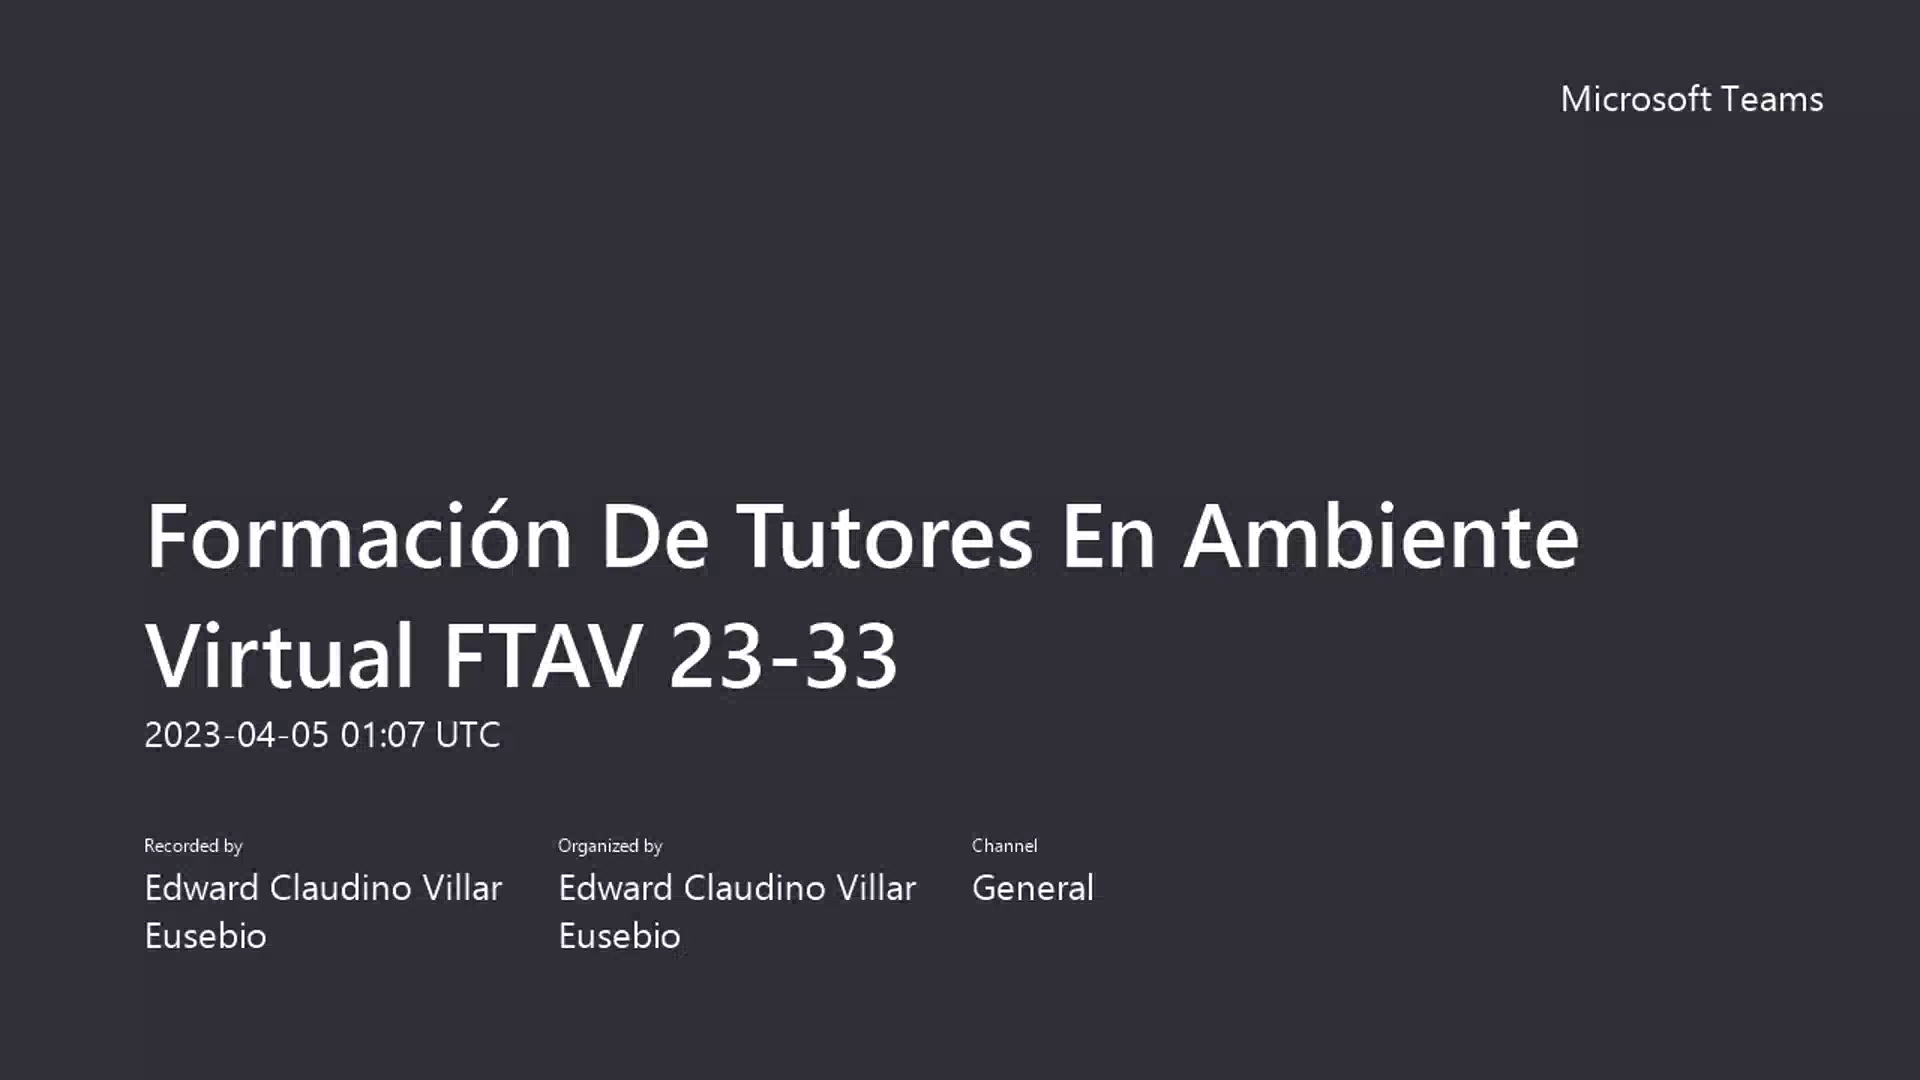 Microsoft Teams
Formación De Tutores En Ambiente
Virtual FTAV 23-33
2023-04-05 01:07 UTC
Recorded by
Edward Claudino Villar
Eusebio
Organized by
Edward Claudino Villar
Eusebio
Channel
General